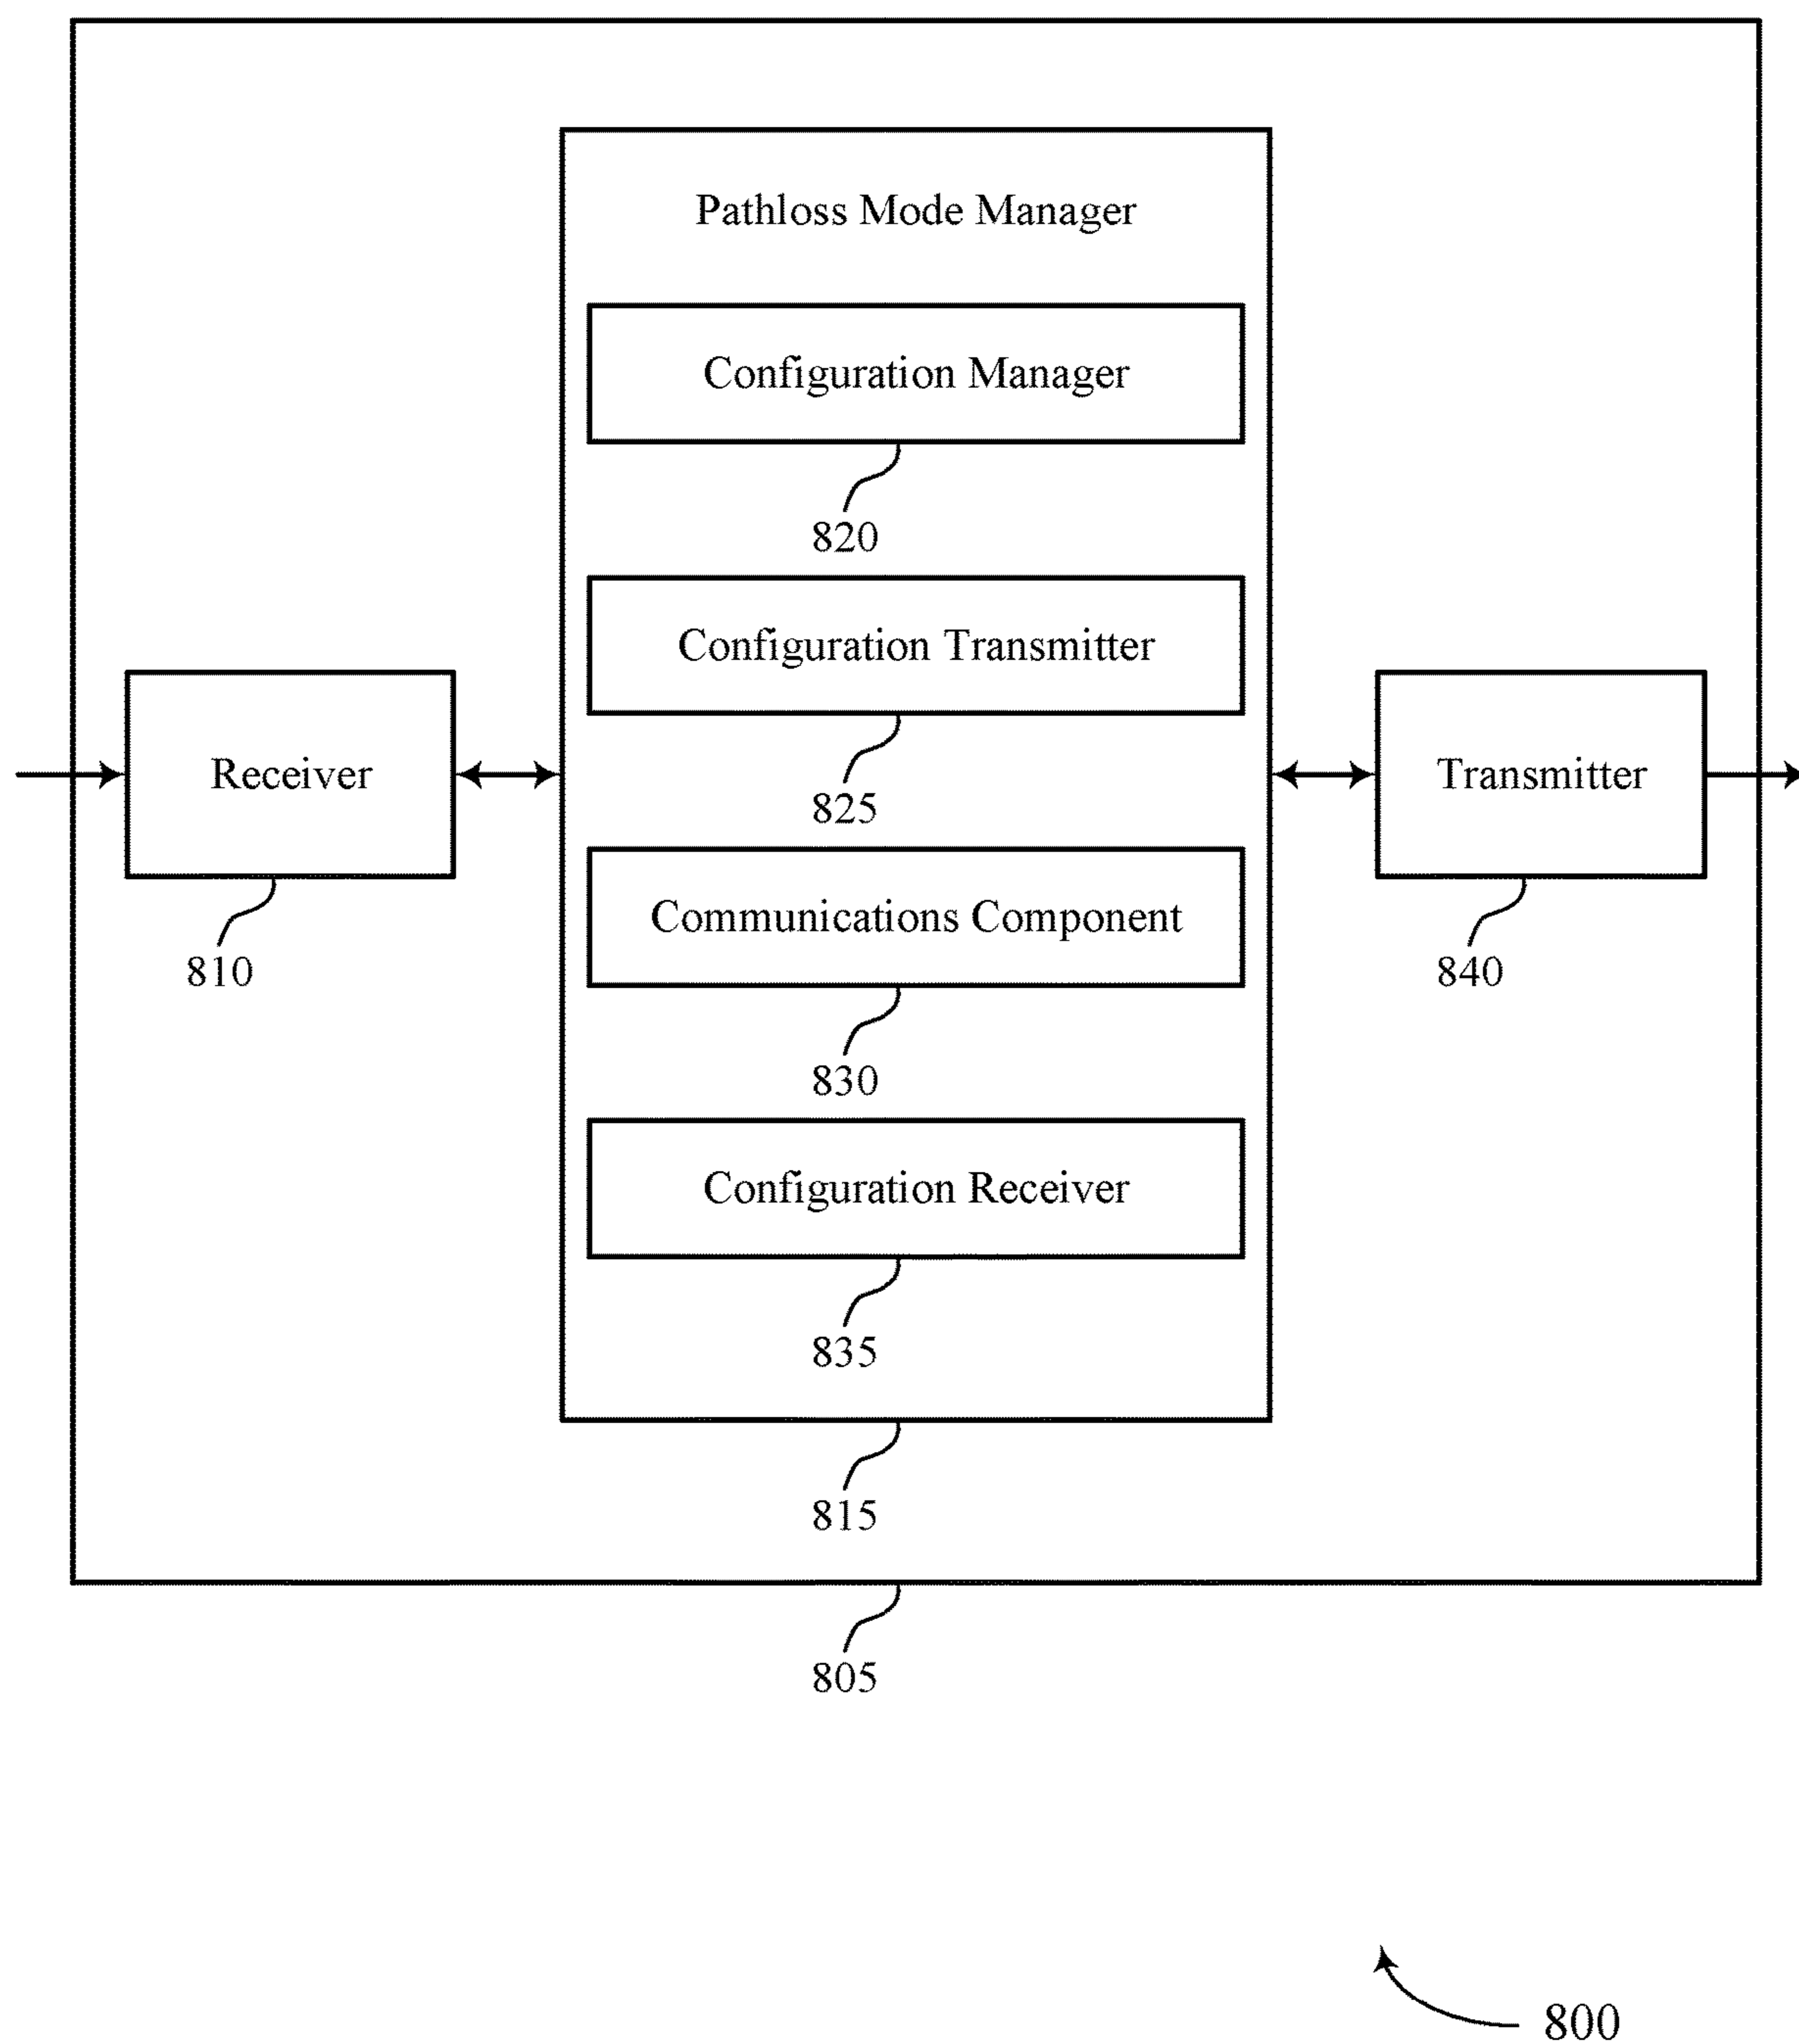 Pathloss Mode Manager
Configuration Manager
820
Configuration Transmitter
825
Receiver
810
Transmitter
840
Communications Component
830
Configuration Receiver
835
815
805
800